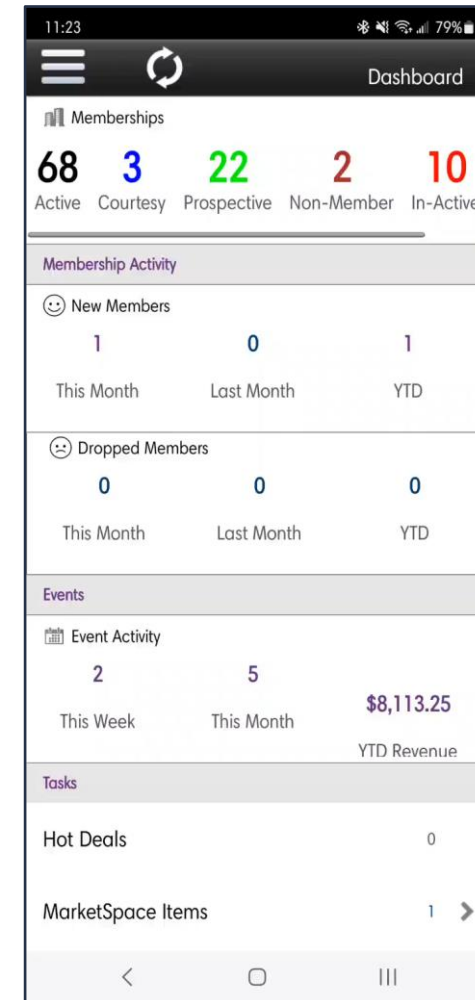 11:23 79%
Dashboard
Memberships
68 3 22 2 10
Active Courtesy Prospective Non-Member In-Active
Membership Activity
New Members
1 0 1
This Month Last Month YTD
Dropped Members
0 0 0
This Month Last Month YTD
Events
Event Activity
2 5 $8,113.25
This Week This Month YTD Revenue
Tasks
Hot Deals 0
MarketSpace Items 1